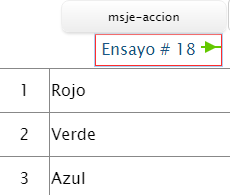 msje-accion
Ensayo # 18
1 Rojo
2 Verde
3 Azul